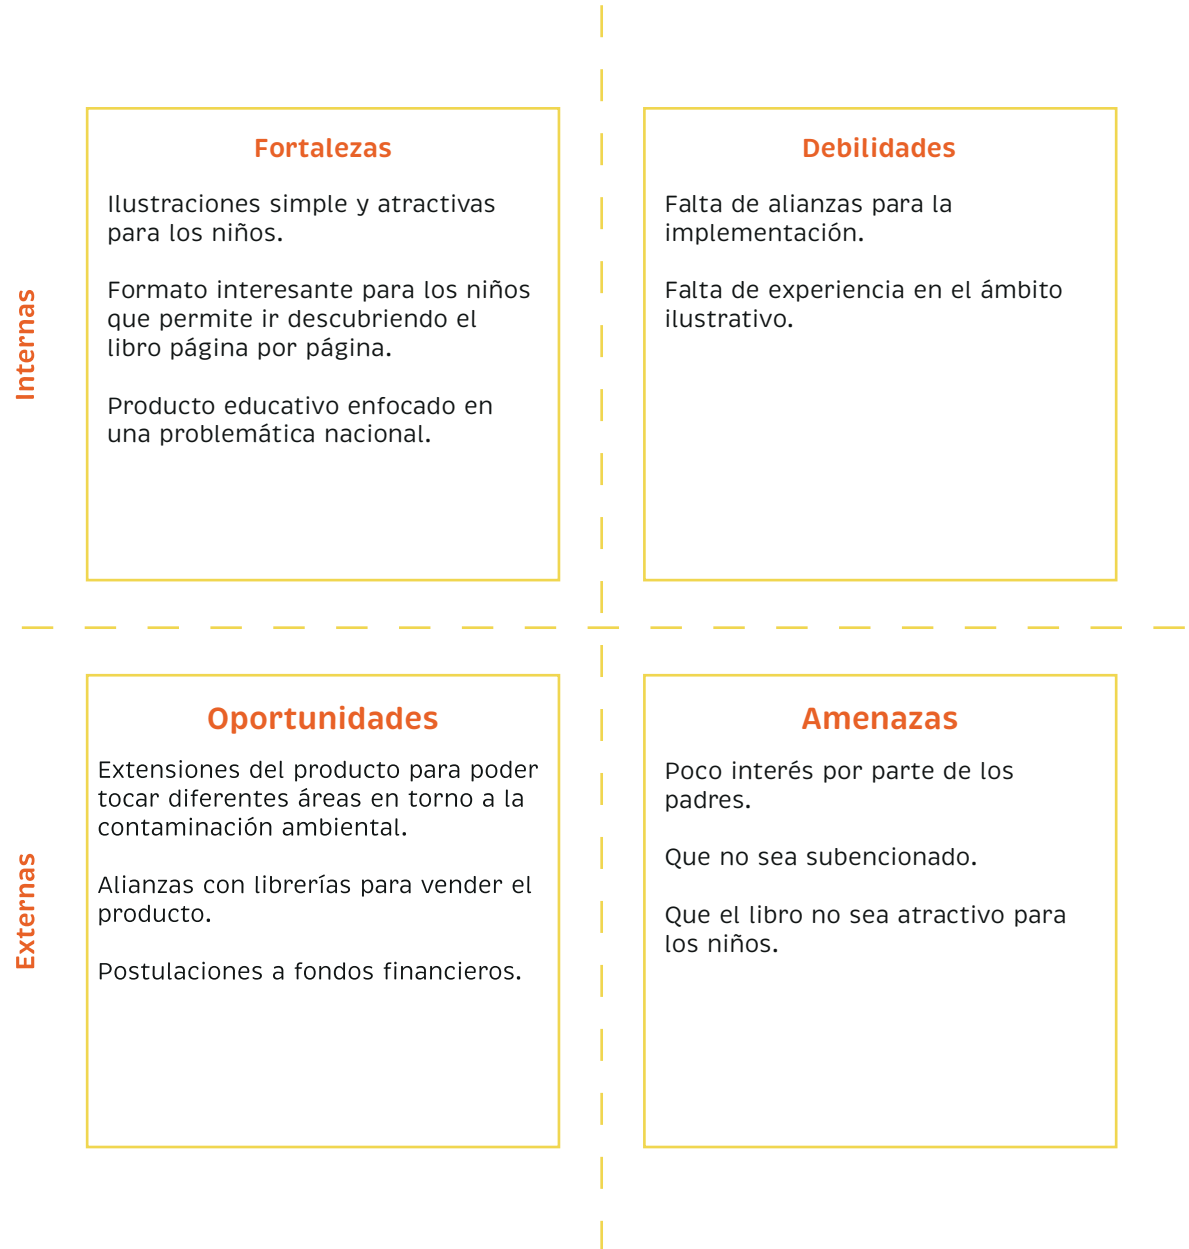 Internas
Fortalezas
Ilustraciones simple y atractivas
para los niños.
Formato interesante para los niños
que permite ir descubriendo el
libro página por página.
Producto educativo enfocado en
una problemática nacional.
Debilidades
Falta de alianzas para la
implementación.
Falta de experiencia en el ámbito
ilustrativo.
Externas
Oportunidades
Extensiones del producto para poder
tocar diferentes áreas en torno a la
contaminación ambiental.
Alianzas con librerías para vender el
producto.
Postulaciones a fondos financieros.
Amenazas
Poco interés por parte de los
padres.
Que no sea subencionado.
Que el libro no sea atractivo para
los niños.